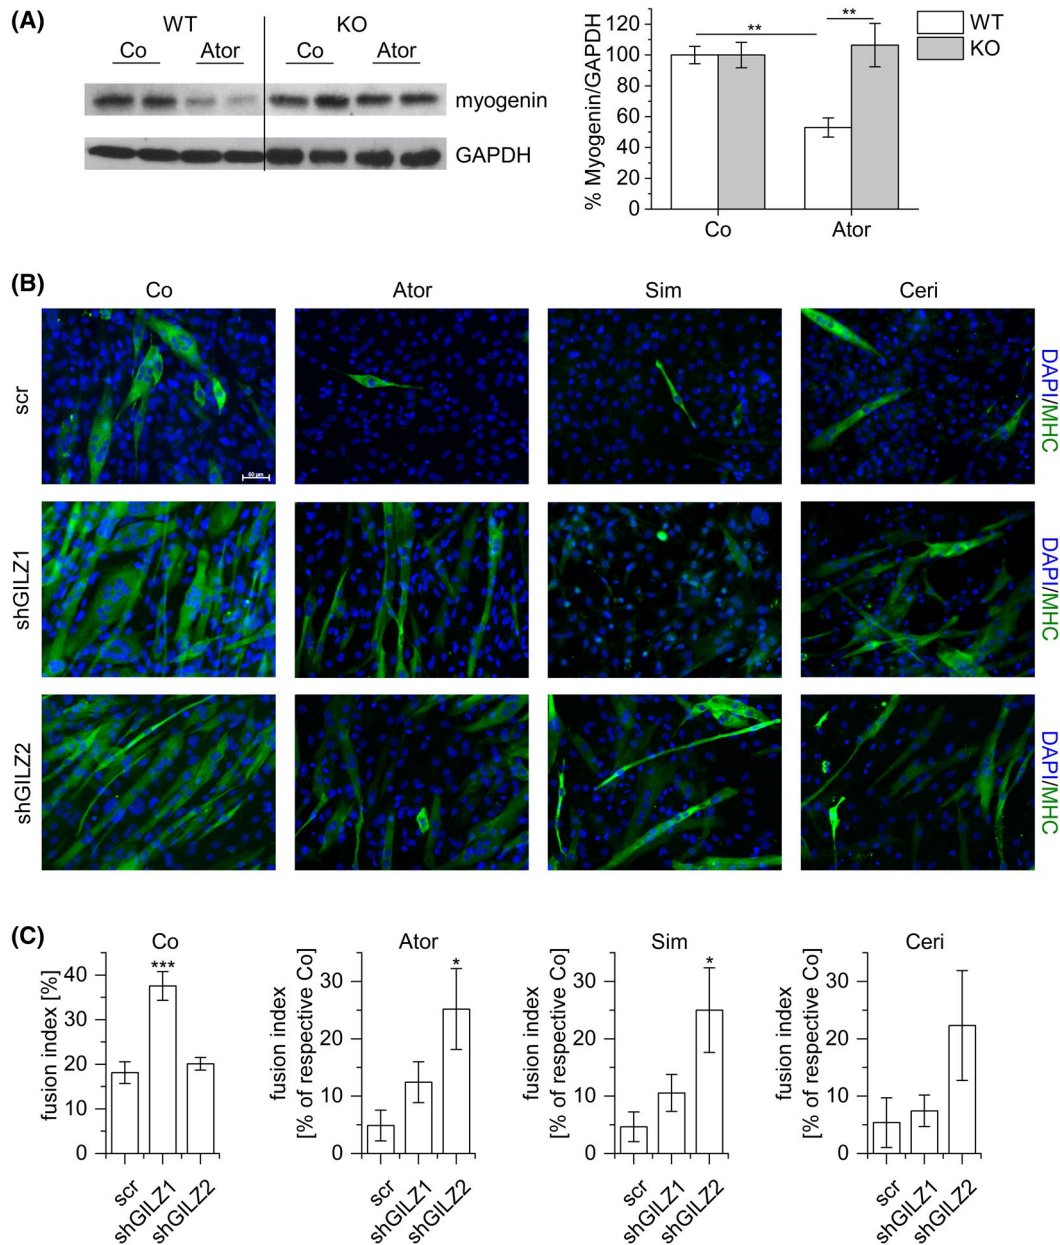 (A)
WT KO
Co Ator Co Ator
myogenin
GAPDH
% Myogenin/GAPDH
120
100
80
60
40
20
0
** **
WT
KO
Co Ator
(B)
Co Ator Sim Ceri
scr
50 µm
DAPI/MHC
shGILZ1
DAPI/MHC
shGILZ2
DAPI/MHC
(C)
Co
fusion index [%]
40
30
20
10
0
***
scr
shGILZ1
shGILZ2
Ator
fusion index
[% of respective Co]
30
20
10
0
*
scr
shGILZ1
shGILZ2
Sim
fusion index
[% of respective Co]
30
20
10
0
*
scr
shGILZ1
shGILZ2
Ceri
fusion index
[% of respective Co]
30
20
10
0
scr
shGILZ1
shGILZ2